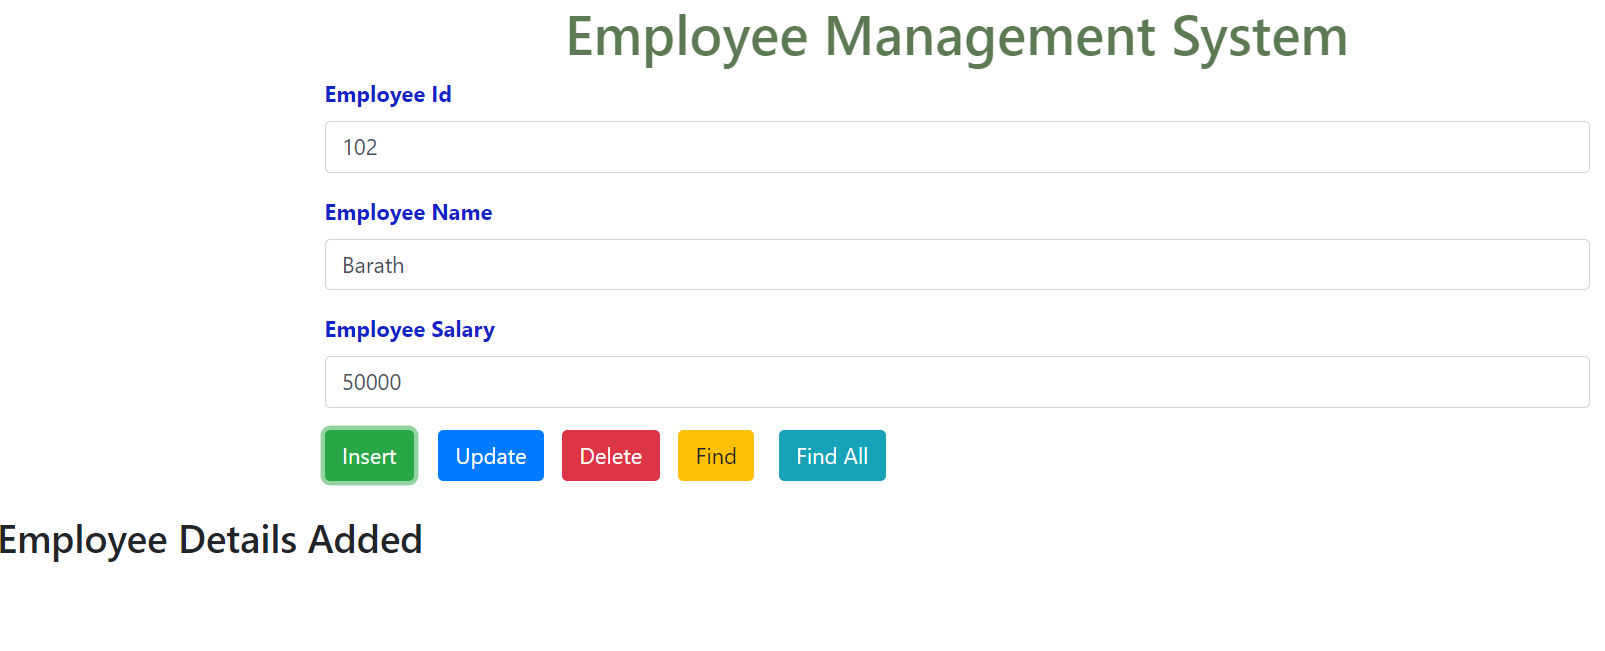 Employee Management System
Employee Id
102
Employee Name
Barath
Employee Salary
50000
Insert Update Delete Find Find All
Employee Details Added